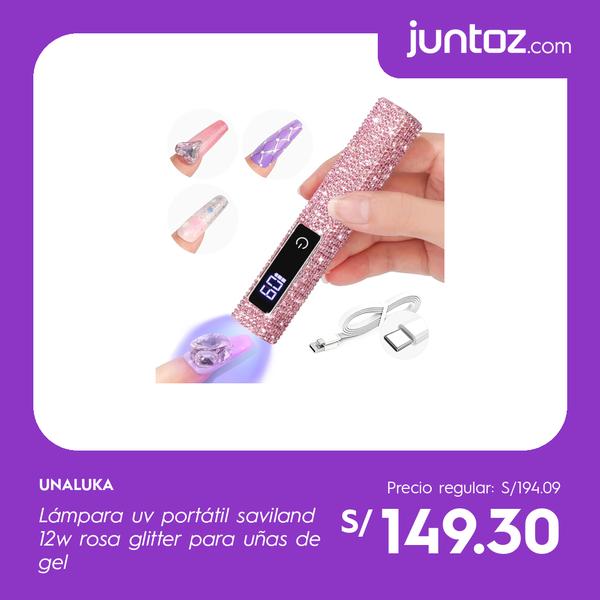 juntoz.com
60
UNALUKA
Lámpara uv portátil saviland
12w rosa glitter para uñas de
gel
Precio regular: S/194.09
S/149.30